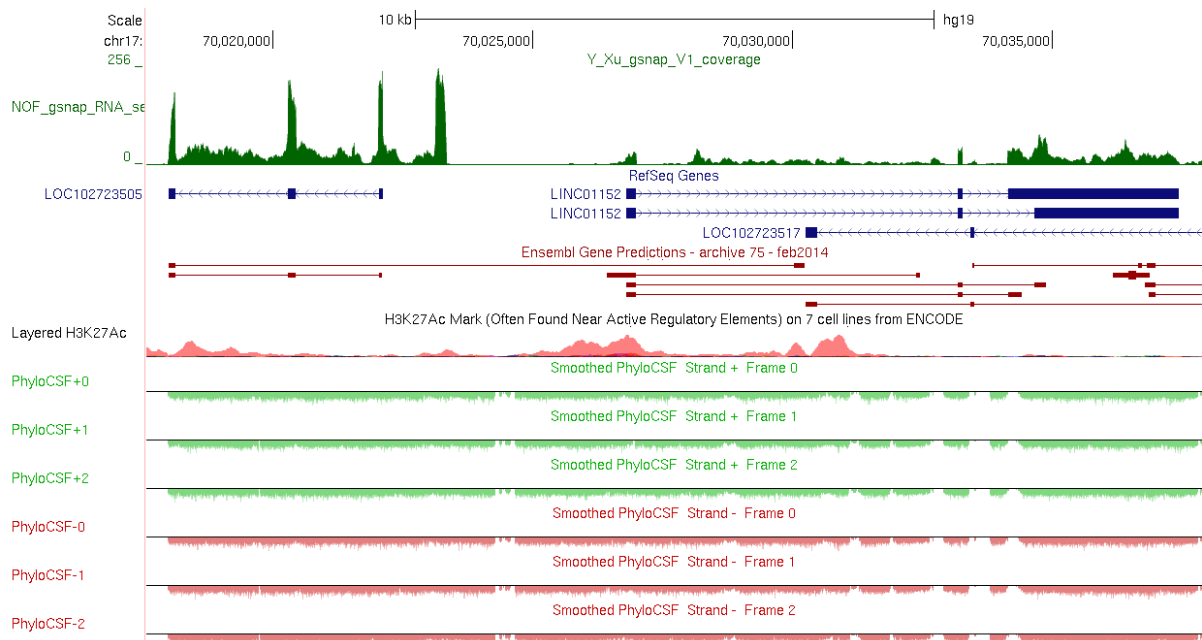 Scale 10 kb hg19
chr17: 70,020,000 70,025,000 70,030,000 70,035,000
256 _ Y_Xu_gsnap_V1_coverage
NOF_gsnap_RNA_se
0 _
RefSeq Genes
LOC102723505 LINC01152
LINC01152
LOC102723517
Ensembl Gene Predictions - archive 75 - feb2014
H3K27Ac Mark (Often Found Near Active Regulatory Elements) on 7 cell lines from ENCODE
Layered H3K27Ac
Smoothed PhyloCSF Strand + Frame 0
PhyloCSF+0
Smoothed PhyloCSF Strand + Frame 1
PhyloCSF+1
Smoothed PhyloCSF Strand + Frame 2
PhyloCSF+2
Smoothed PhyloCSF Strand - Frame 0
PhyloCSF-0
Smoothed PhyloCSF Strand - Frame 1
PhyloCSF-1
Smoothed PhyloCSF Strand - Frame 2
PhyloCSF-2